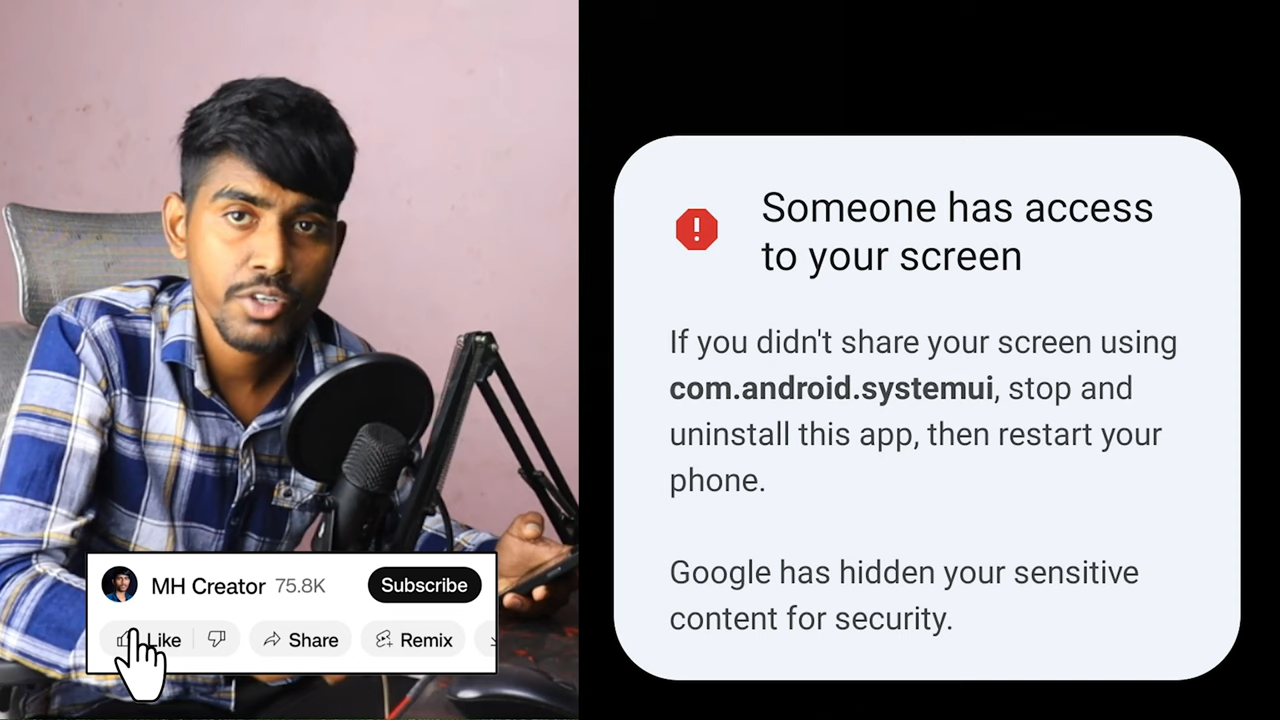 MH Creator 75.8K Subscribe
Like Share Remix
Someone has access
to your screen
If you didn't share your screen using
com.android.systemui, stop and
uninstall this app, then restart your
phone.
Google has hidden your sensitive
content for security.